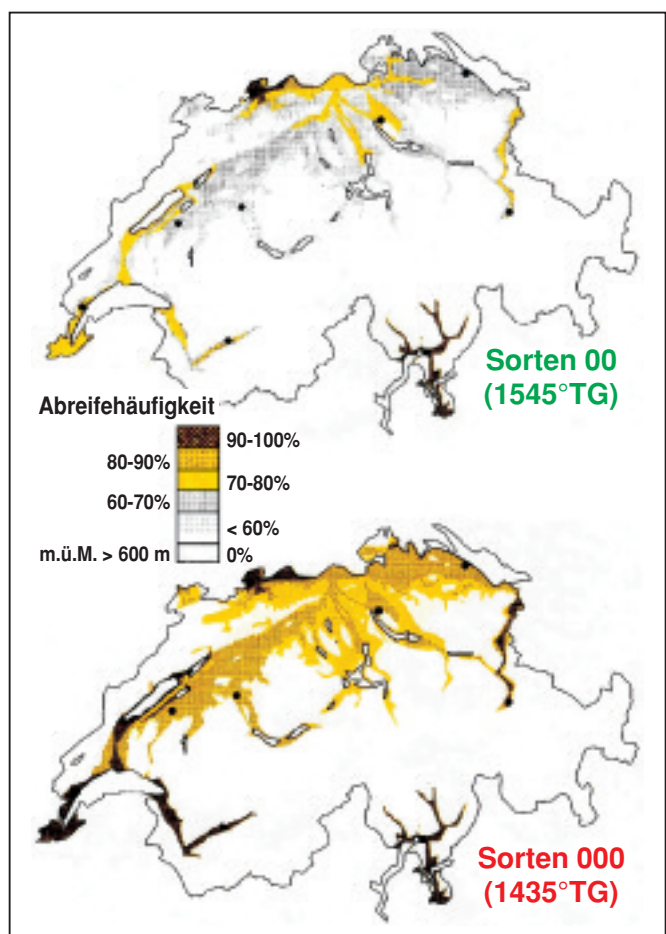 Sorten 00
(1545°TG)
Abreifehäufigkeit
90-100%
80-90%
70-80%
60-70%
< 60%
m.ü.M. > 600 m
0%
Sorten 000
(1435°TG)